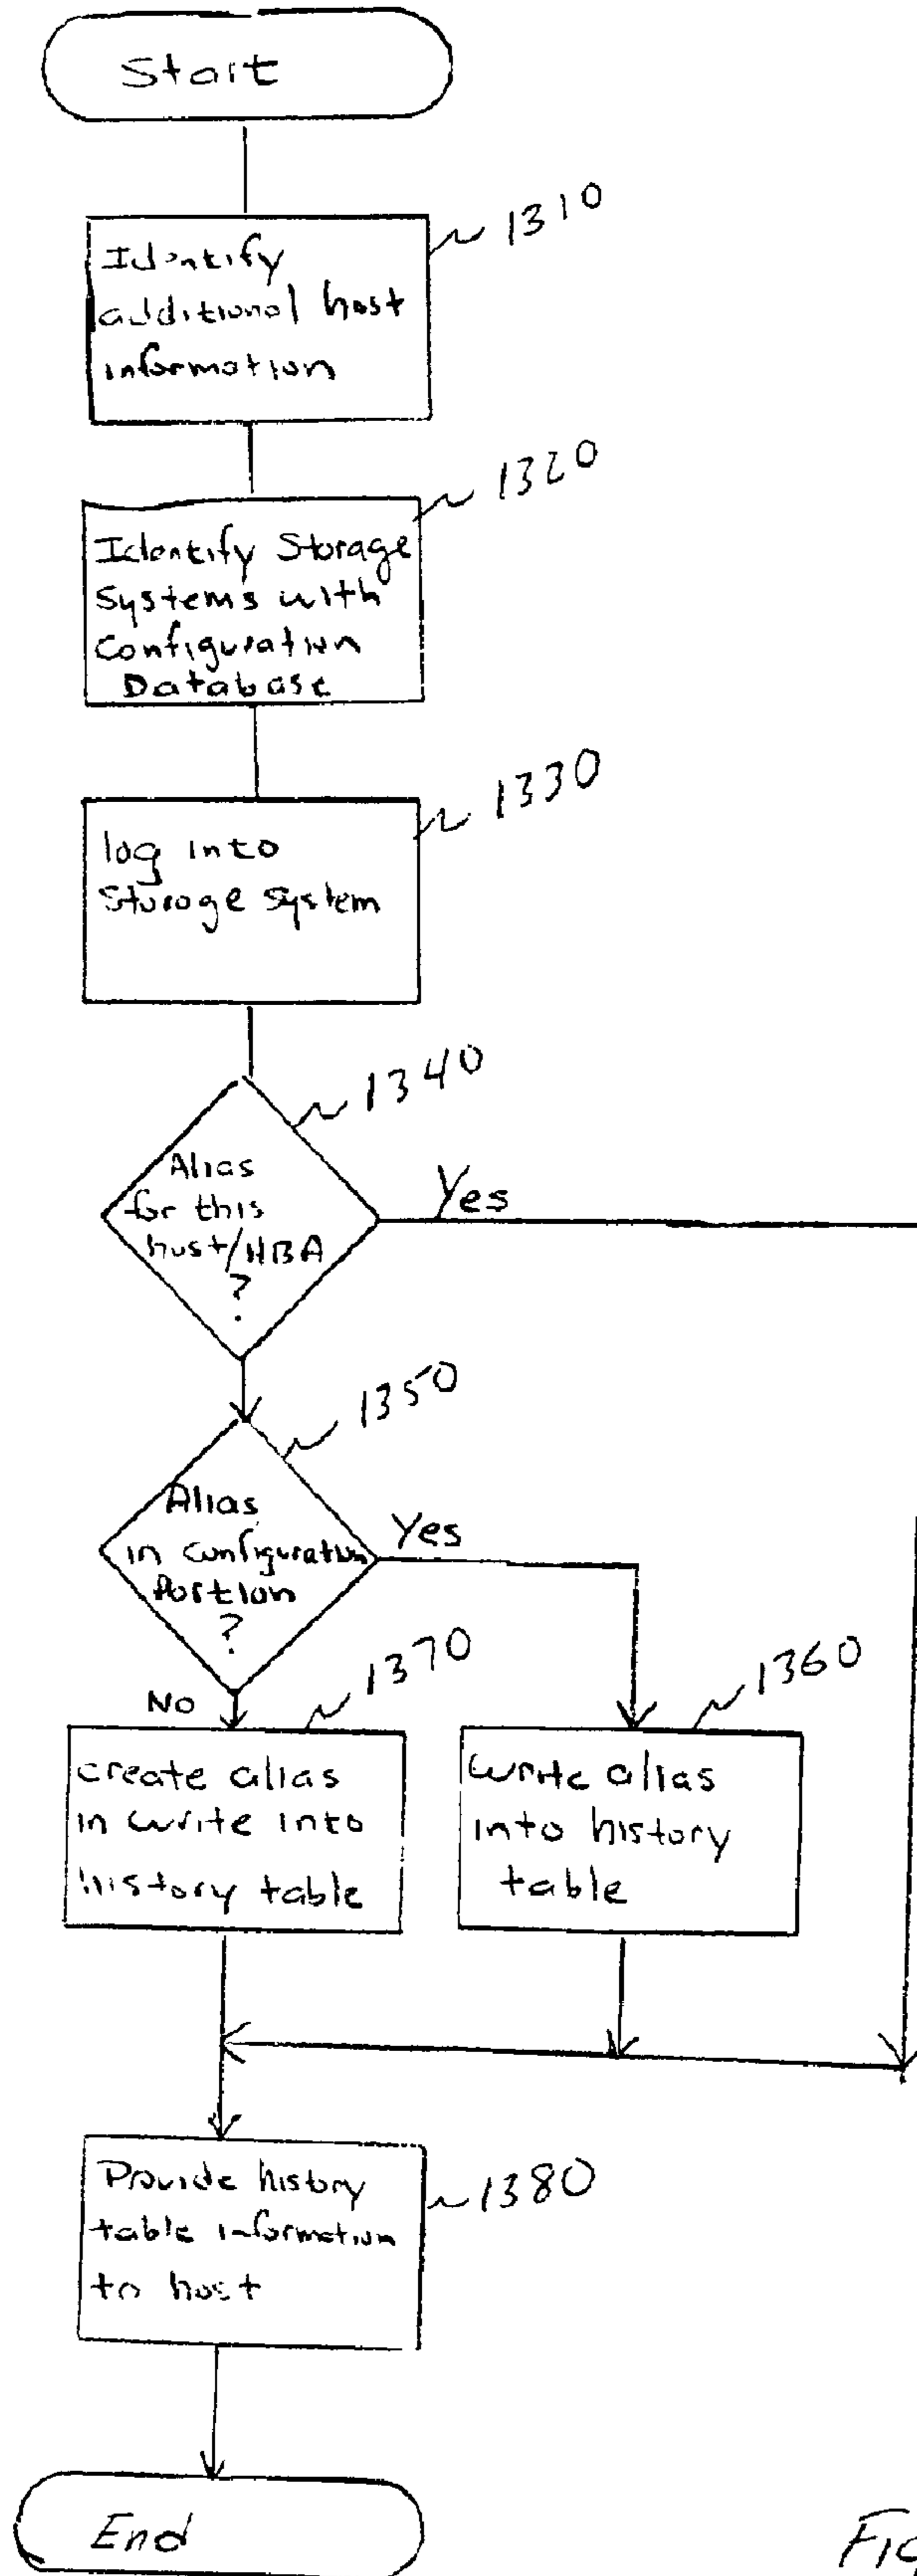 Start
1310
Identify
additional host
information
1320
Identify Storage
Systems with
Configuration
Database
1330
log into
Storage system
1340
Alias
for this
host/HBA
?
Yes
1350
Alias
in configuration
Portion
?
Yes
No
1370
1360
create alias
in write into
history table
write alias
into history
table
1380
Provide history
table information
to host
End